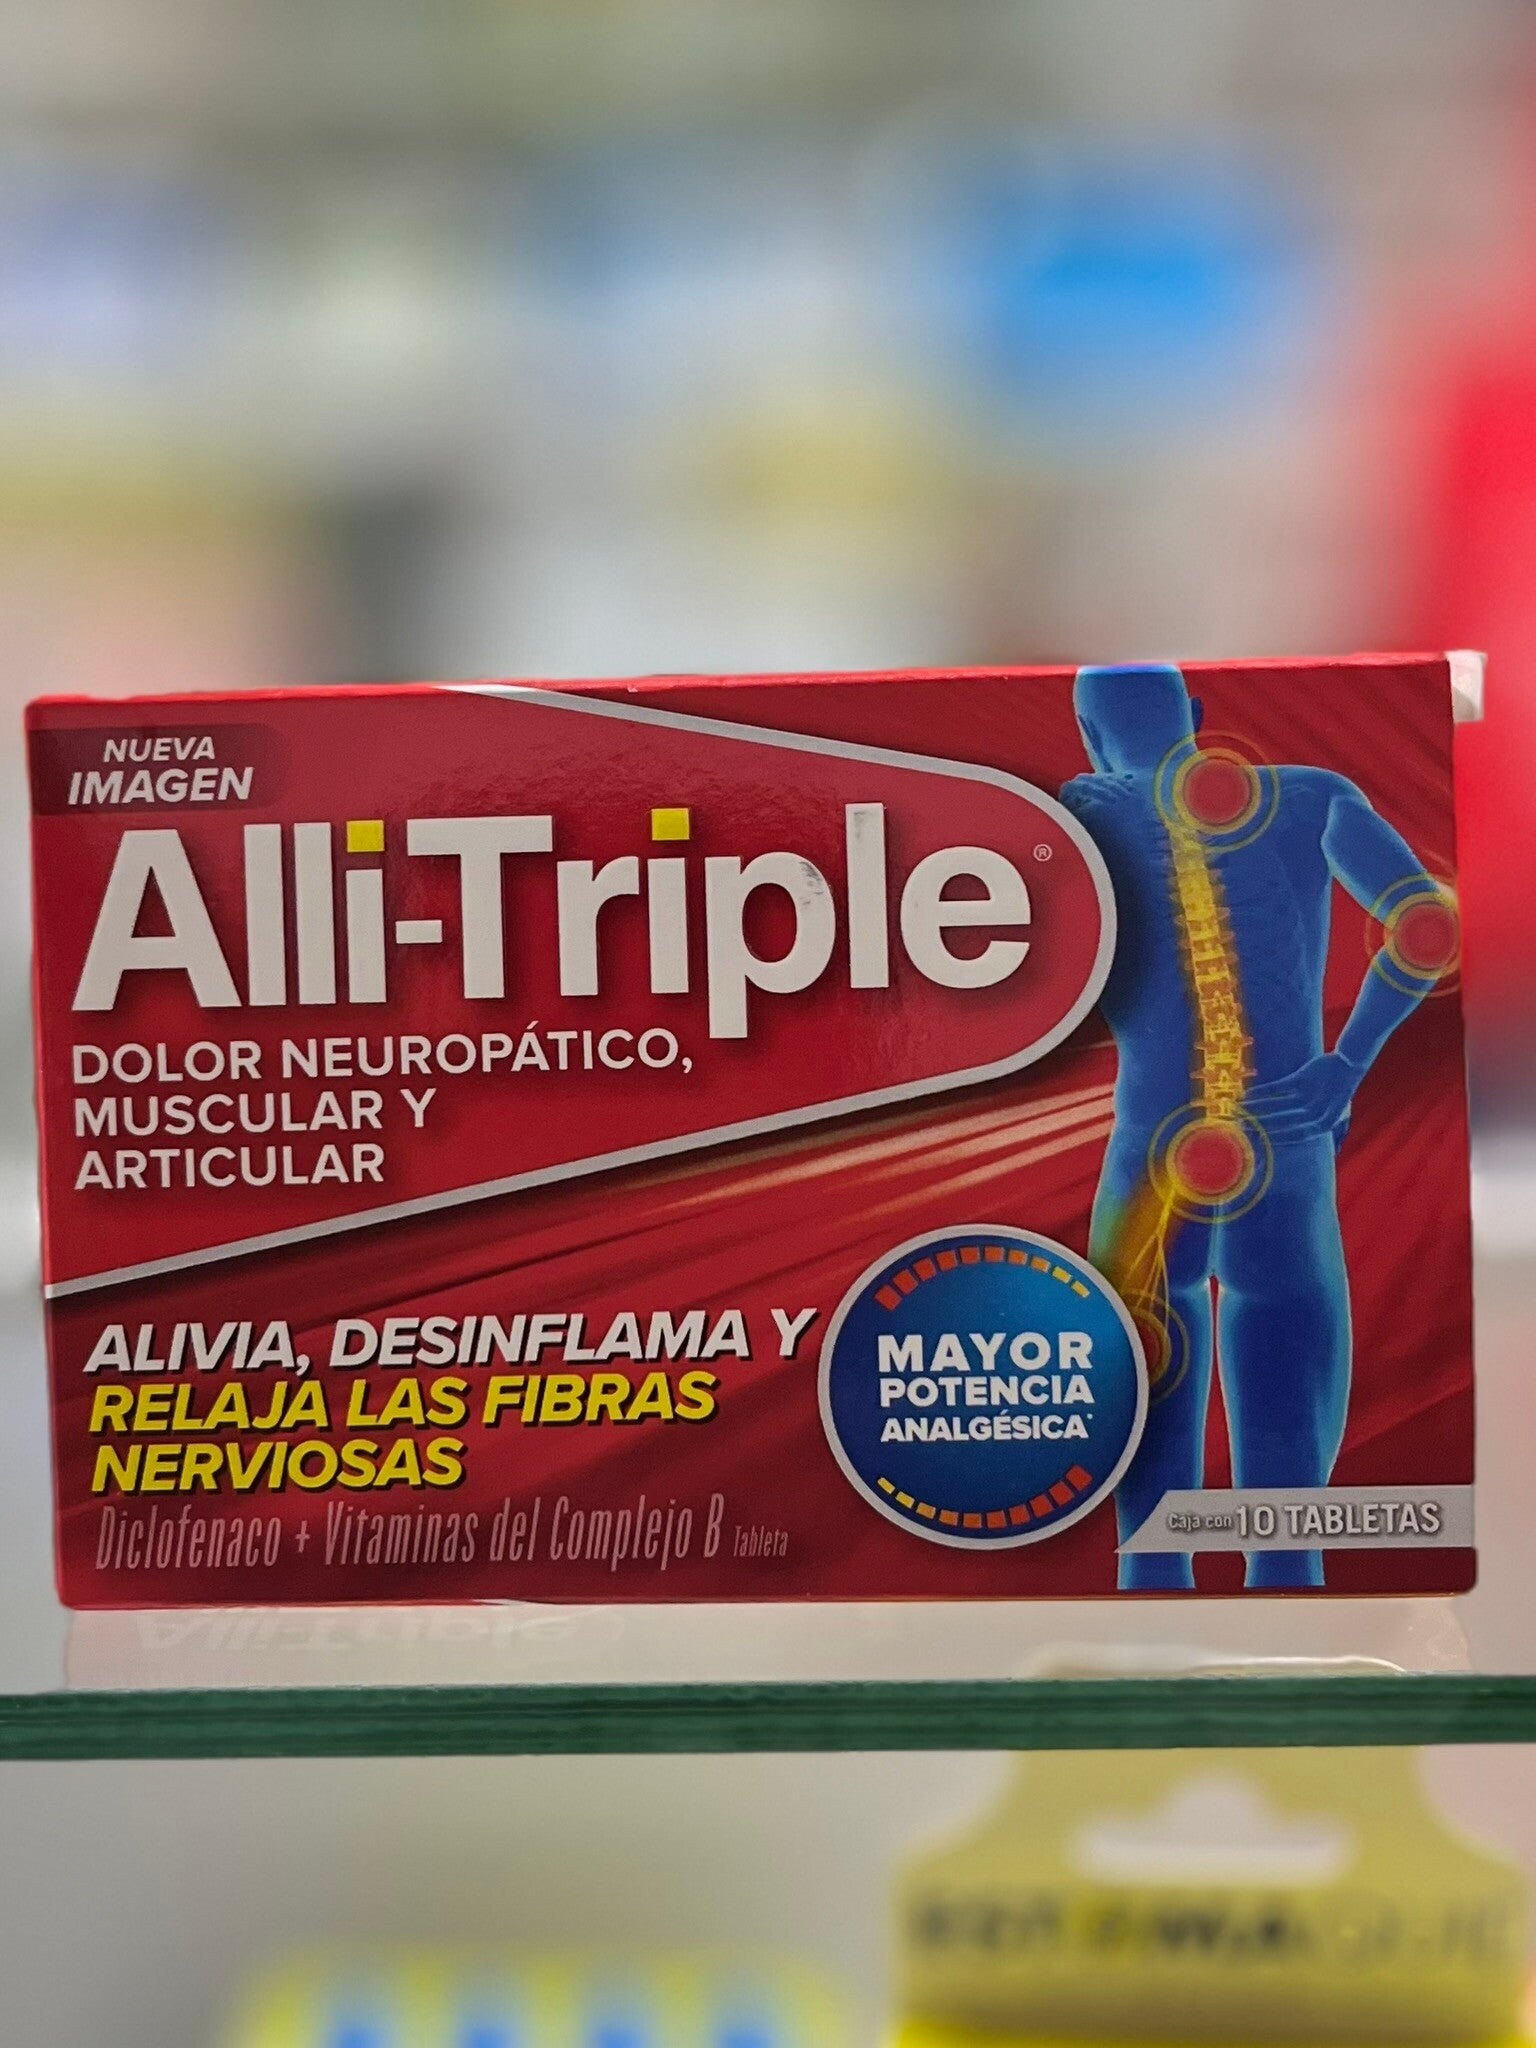 NUEVA
IMAGEN
Alli-Triple®
DOLOR NEUROPÁTICO,
MUSCULAR Y
ARTICULAR
ALIVIA, DESINFLAMA Y
RELAJA LAS FIBRAS
NERVIOSAS
Diclofenaco + Vitaminas del Complejo B Tableta
MAYOR
POTENCIA
ANALGÉSICA*
Caja con 10 TABLETAS